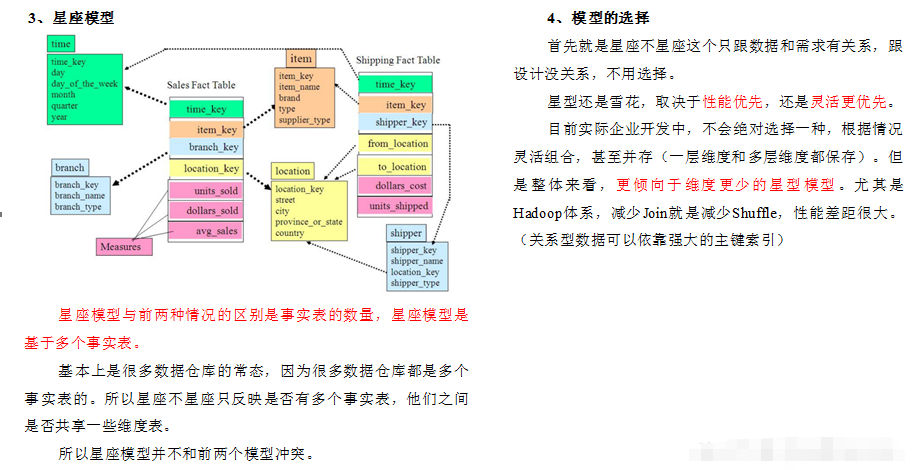 3、星座模型
time
time_key
day
day_of_the_week
month
quarter
year
Sales Fact Table
time_key
item_key
branch_key
location_key
units_sold
dollars_sold
avg_sales
Measures
branch
branch_key
branch_name
branch_type
item
item_key
item_name
brand
type
supplier_type
location
location_key
street
city
province_or_state
country
Shipping Fact Table
time_key
item_key
shipper_key
from_location
to_location
dollars_cost
units_shipped
shipper
shipper_key
shipper_name
location_key
shipper_type
星座模型与前两种情况的区别是事实表的数量，星座模型是
基于多个事实表。
基本上是很多数据仓库的常态，因为很多数据仓库都是多个
事实表的。所以星座不星座只反映是否有多个事实表，他们之间
是否共享一些维度表。
所以星座模型并不和前两个模型冲突。
4、模型的选择
首先就是星座不星座这个只跟数据和需求有关系，跟
设计没关系，不用选择。
星型还是雪花，取决于性能优先，还是灵活更优先。
目前实际企业开发中，不会绝对选择一种，根据情况
灵活组合，甚至并存（一层维度和多层维度都保存）。但
是整体来看，更倾向于维度更少的星型模型。尤其是
Hadoop体系，减少Join就是减少Shuffle，性能差距很大。
（关系型数据可以依靠强大的主键索引）